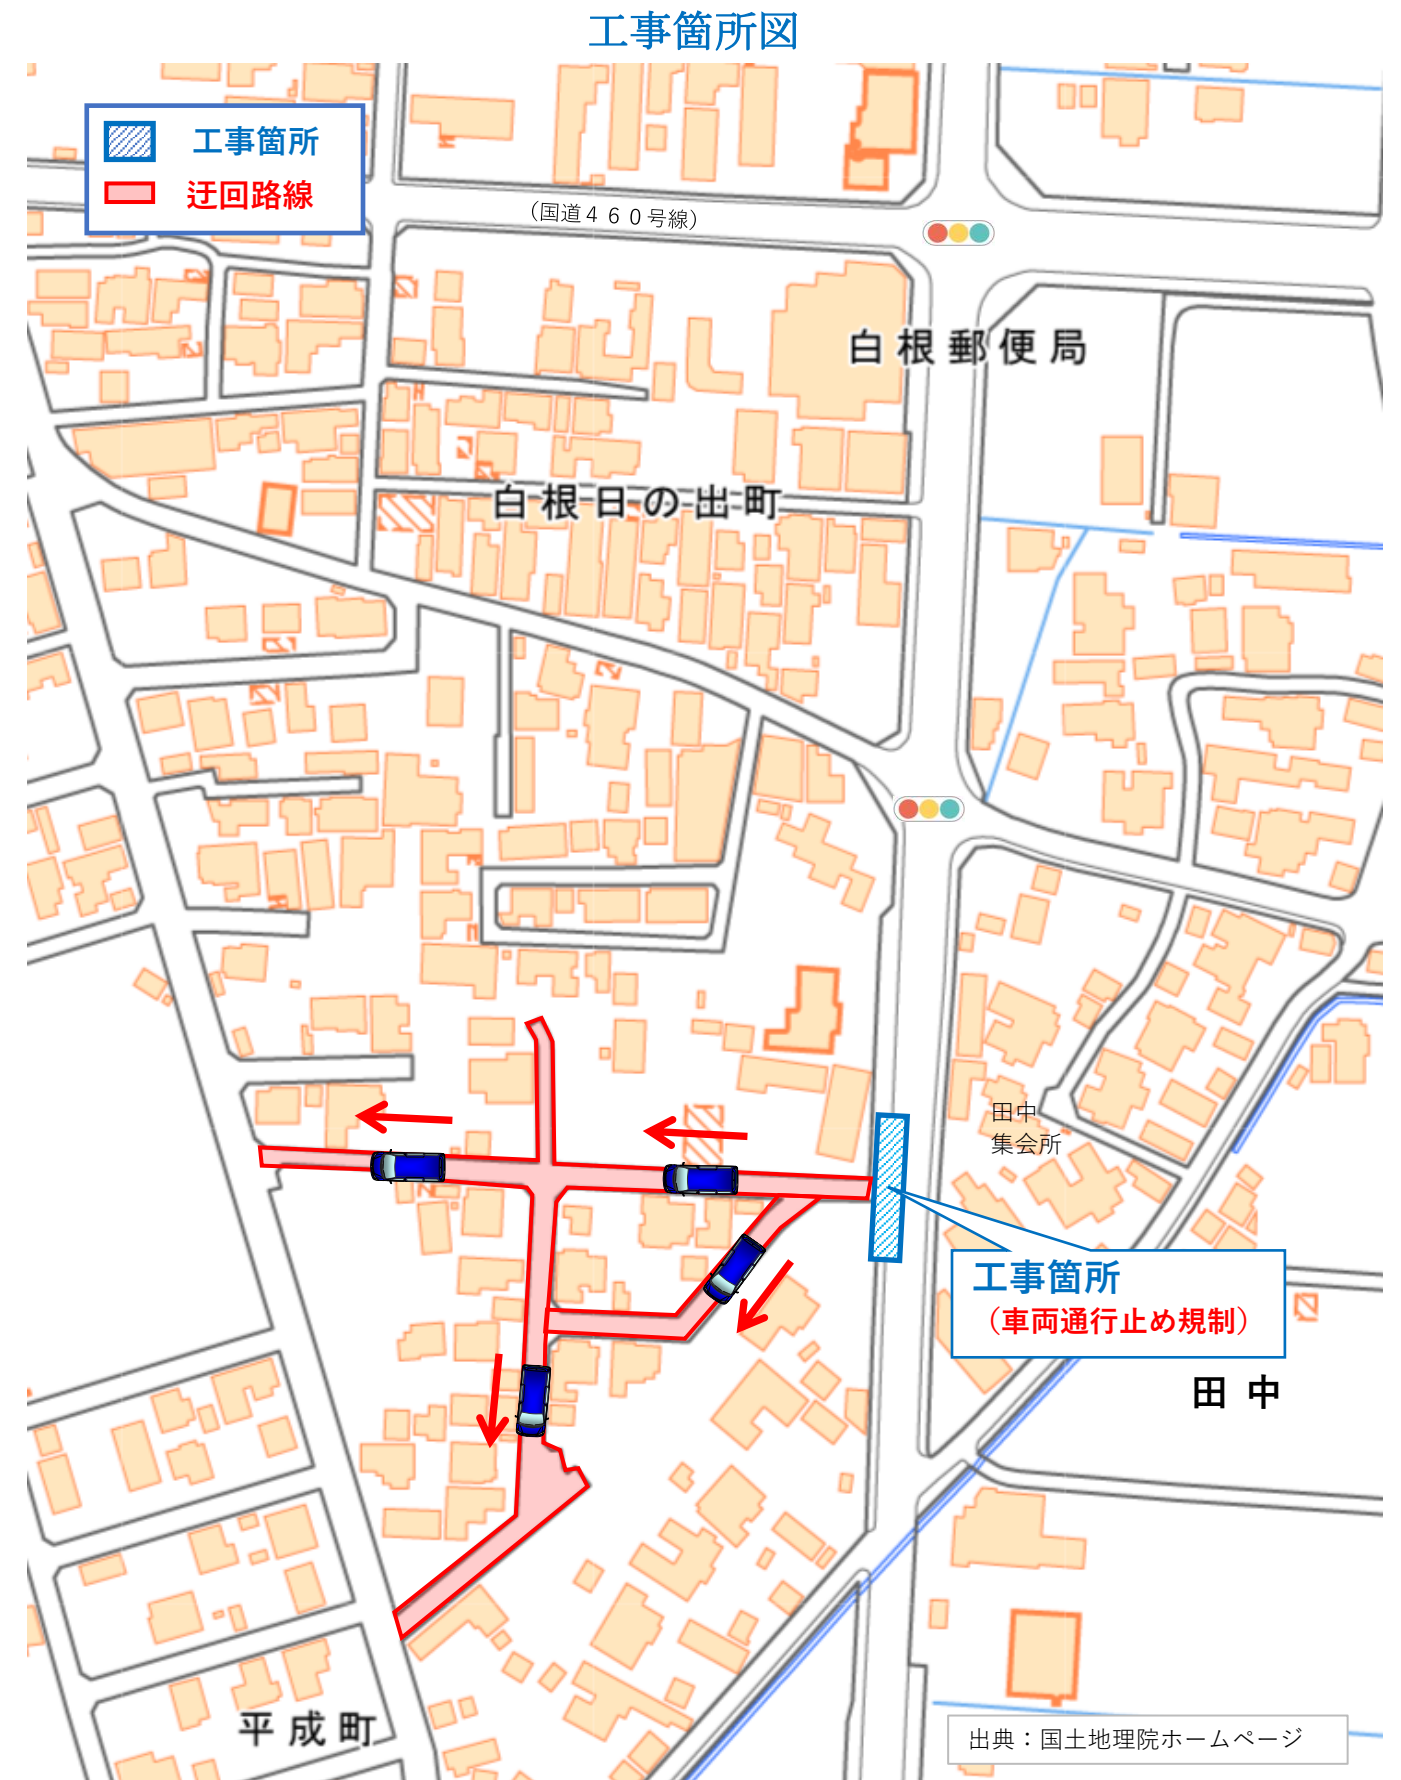 工事箇所図
工事箇所
迂回路線
（国道４６０号線）
白根郵便局
白根日の出町
田中
集会所
工事箇所
（車両通行止め規制）
田中
平成町
出典：国土地理院ホームページ